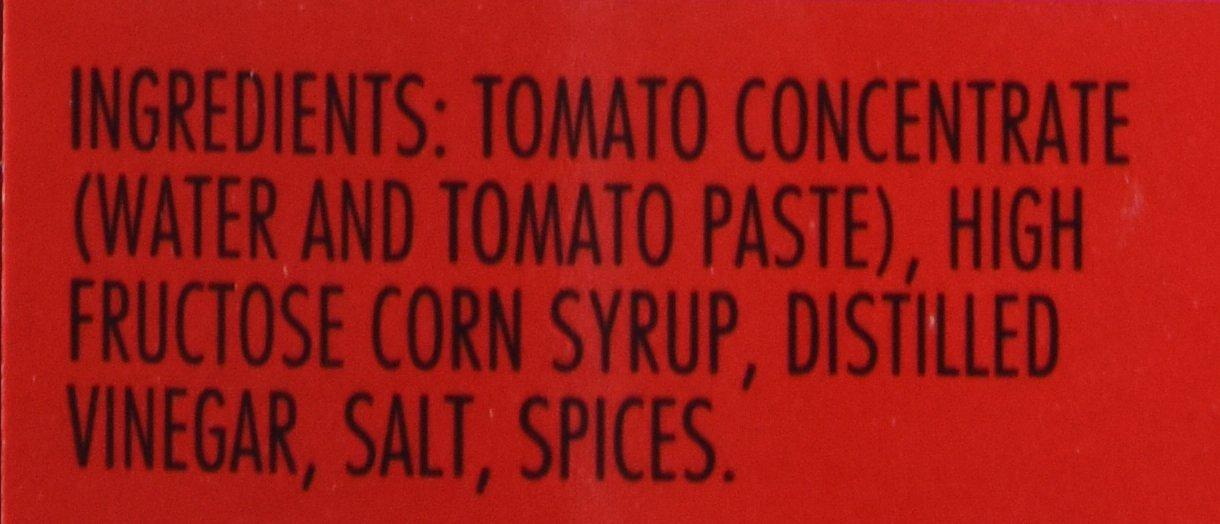 INGREDIENTS: TOMATO CONCENTRATE
(WATER AND TOMATO PASTE), HIGH
FRUCTOSE CORN SYRUP, DISTILLED
VINEGAR, SALT, SPICES.